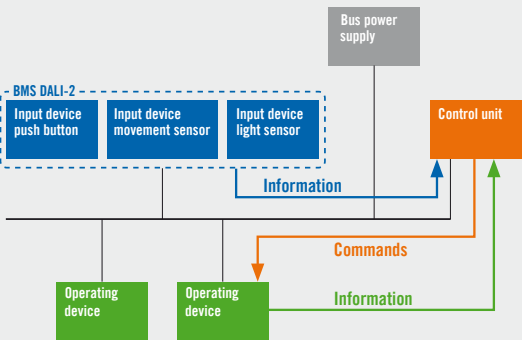 Bus power
supply
BMS DALI-2
Input device
push button
Input device
movement sensor
Input device
light sensor
Control unit
Information
Commands
Operating
device
Operating
device
Information